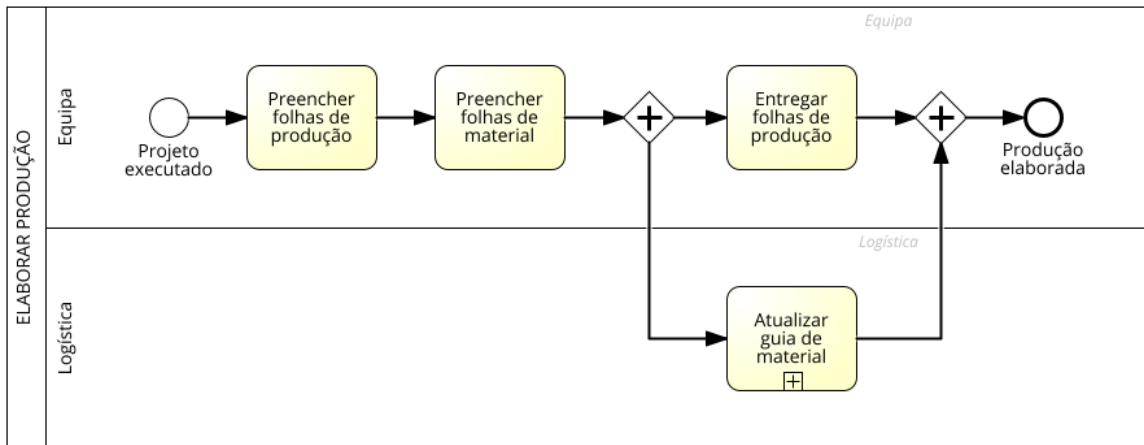 ELABORAR PRODUÇÃO
Equipa
Equipa
Projeto
executado
Preencher
folhas de
produção
Preencher
folhas de
material
Entregar
folhas de
produção
Produção
elaborada
Logística
Logística
Atualizar
guia de
material